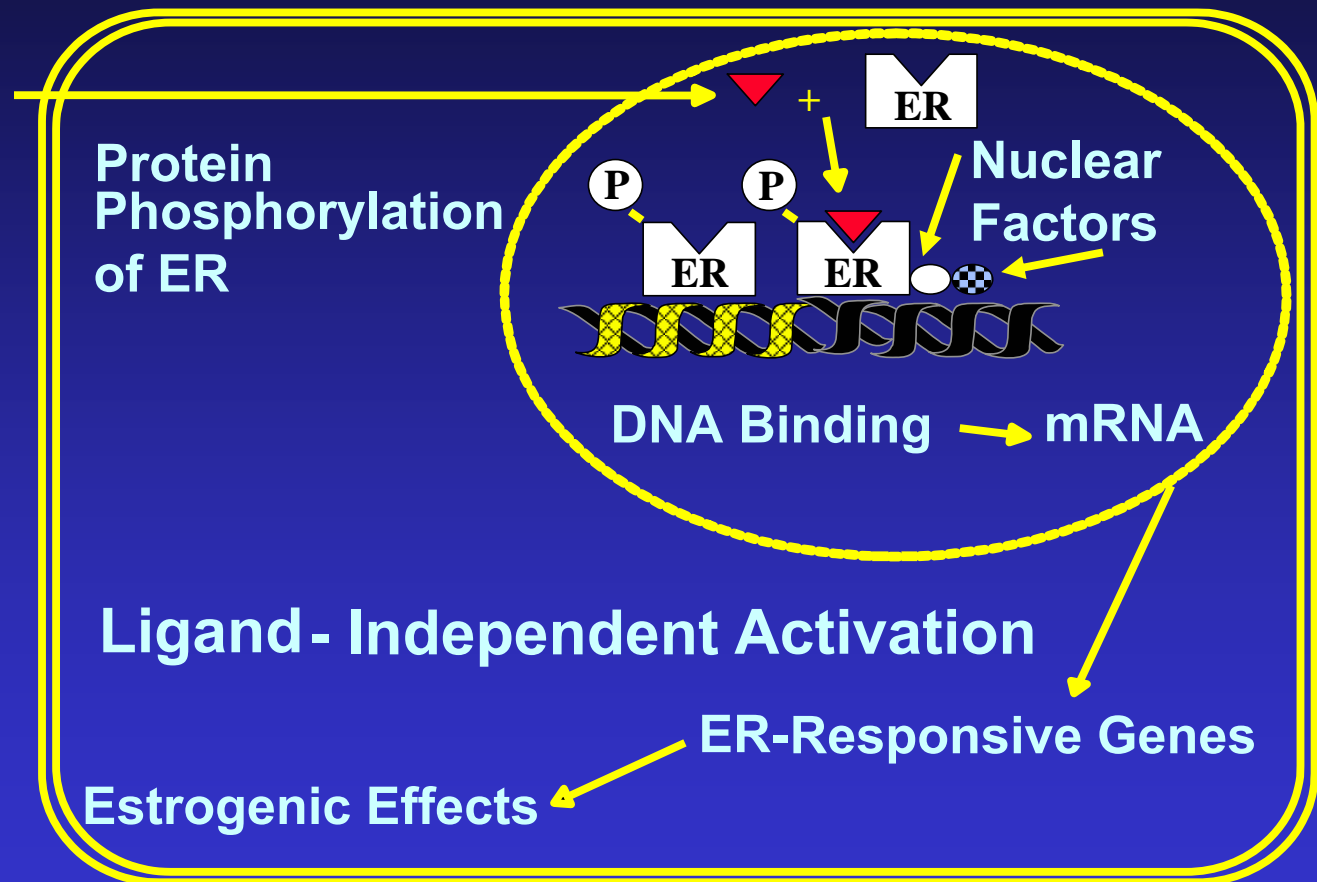 +
ER
Protein
Phosphorylation
of ER
P
P
Nuclear
Factors
ER
ER
DNA Binding
mRNA
Ligand - Independent Activation
ER-Responsive Genes
Estrogenic Effects